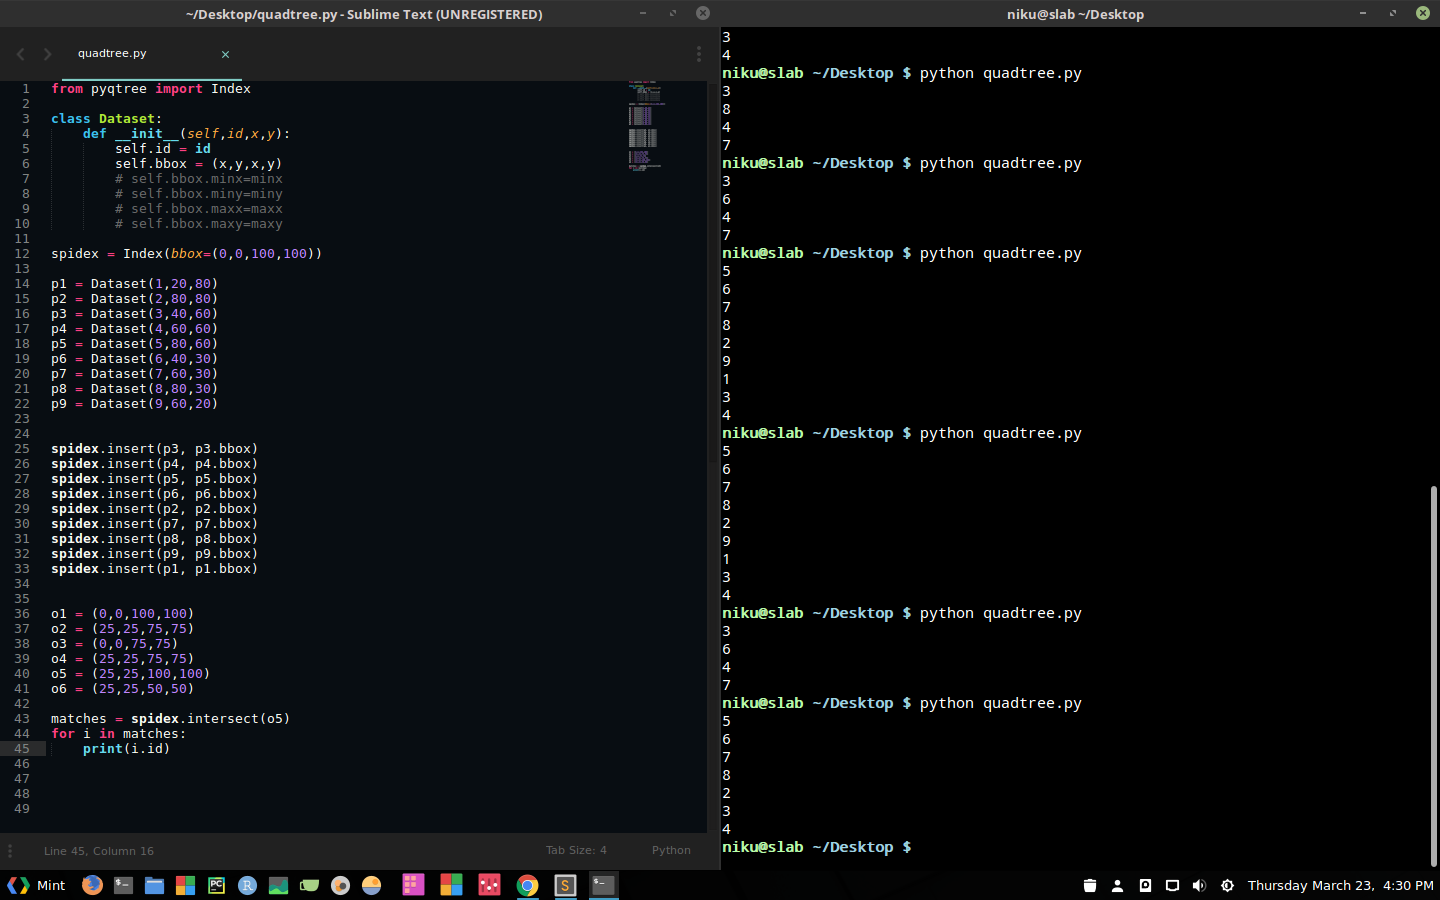 ~/Desktop/quadtree.py - Sublime Text (UNREGISTERED)
quadtree.py
1 from pyqtree import Index
2
3 class Dataset:
4     def __init__(self,id,x,y):
5         self.id = id
6         self.bbox = (x,y,x,y)
7         # self.bbox.minx=minx
8         # self.bbox.miny=miny
9         # self.bbox.maxx=maxx
10         # self.bbox.maxy=maxy
11
12 spidex = Index(bbox=(0,0,100,100))
13
14 p1 = Dataset(1,20,80)
15 p2 = Dataset(2,80,80)
16 p3 = Dataset(3,40,60)
17 p4 = Dataset(4,60,60)
18 p5 = Dataset(5,80,60)
19 p6 = Dataset(6,40,30)
20 p7 = Dataset(7,60,30)
21 p8 = Dataset(8,80,30)
22 p9 = Dataset(9,60,20)
23
24
25 spidex.insert(p3, p3.bbox)
26 spidex.insert(p4, p4.bbox)
27 spidex.insert(p5, p5.bbox)
28 spidex.insert(p6, p6.bbox)
29 spidex.insert(p2, p2.bbox)
30 spidex.insert(p7, p7.bbox)
31 spidex.insert(p8, p8.bbox)
32 spidex.insert(p9, p9.bbox)
33 spidex.insert(p1, p1.bbox)
34
35
36 o1 = (0,0,100,100)
37 o2 = (25,25,75,75)
38 o3 = (0,0,75,75)
39 o4 = (25,25,75,75)
40 o5 = (25,25,100,100)
41 o6 = (25,25,50,50)
42
43 matches = spidex.intersect(o5)
44 for i in matches:
45     print(i.id)
46
47
48
49
Line 45, Column 16
Tab Size: 4
Python
niku@slab ~/Desktop
3
4
niku@slab ~/Desktop $ python quadtree.py
3
8
4
7
niku@slab ~/Desktop $ python quadtree.py
3
6
4
7
niku@slab ~/Desktop $ python quadtree.py
5
6
7
8
2
9
1
3
4
niku@slab ~/Desktop $ python quadtree.py
5
6
7
8
2
9
1
3
4
niku@slab ~/Desktop $ python quadtree.py
3
6
4
7
niku@slab ~/Desktop $ python quadtree.py
5
6
7
8
2
3
4
niku@slab ~/Desktop $
Mint
Thursday March 23, 4:30 PM